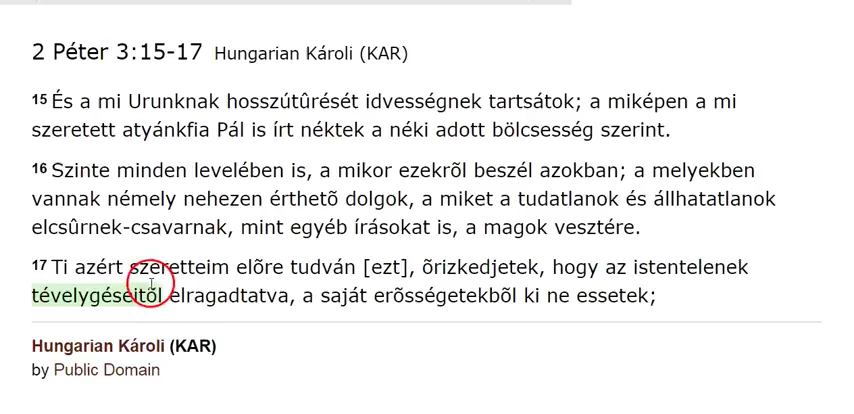 2 Péter 3:15-17 Hungarian Károli (KAR)
15 És a mi Urunknak hosszútûrését idvességnek tartsátok; a miképen a mi
szeretett atyánkfia Pál is írt néktek a néki adott bölcsesség szerint.
16 Szinte minden levelében is, a mikor ezekrõl beszél azokban; a melyekben
vannak némely nehezen érthetõ dolgok, a miket a tudatlanok és állhatatlanok
elcsûrnek-csavarnak, mint egyéb írásokat is, a magok vesztére.
17 Ti azért szeretteim elõre tudván [ezt], õrizkedjetek, hogy az istentelenek
tévelygéseitõl elragadtatva, a saját erõsségetekbõl ki ne essetek;
Hungarian Károli (KAR)
by Public Domain